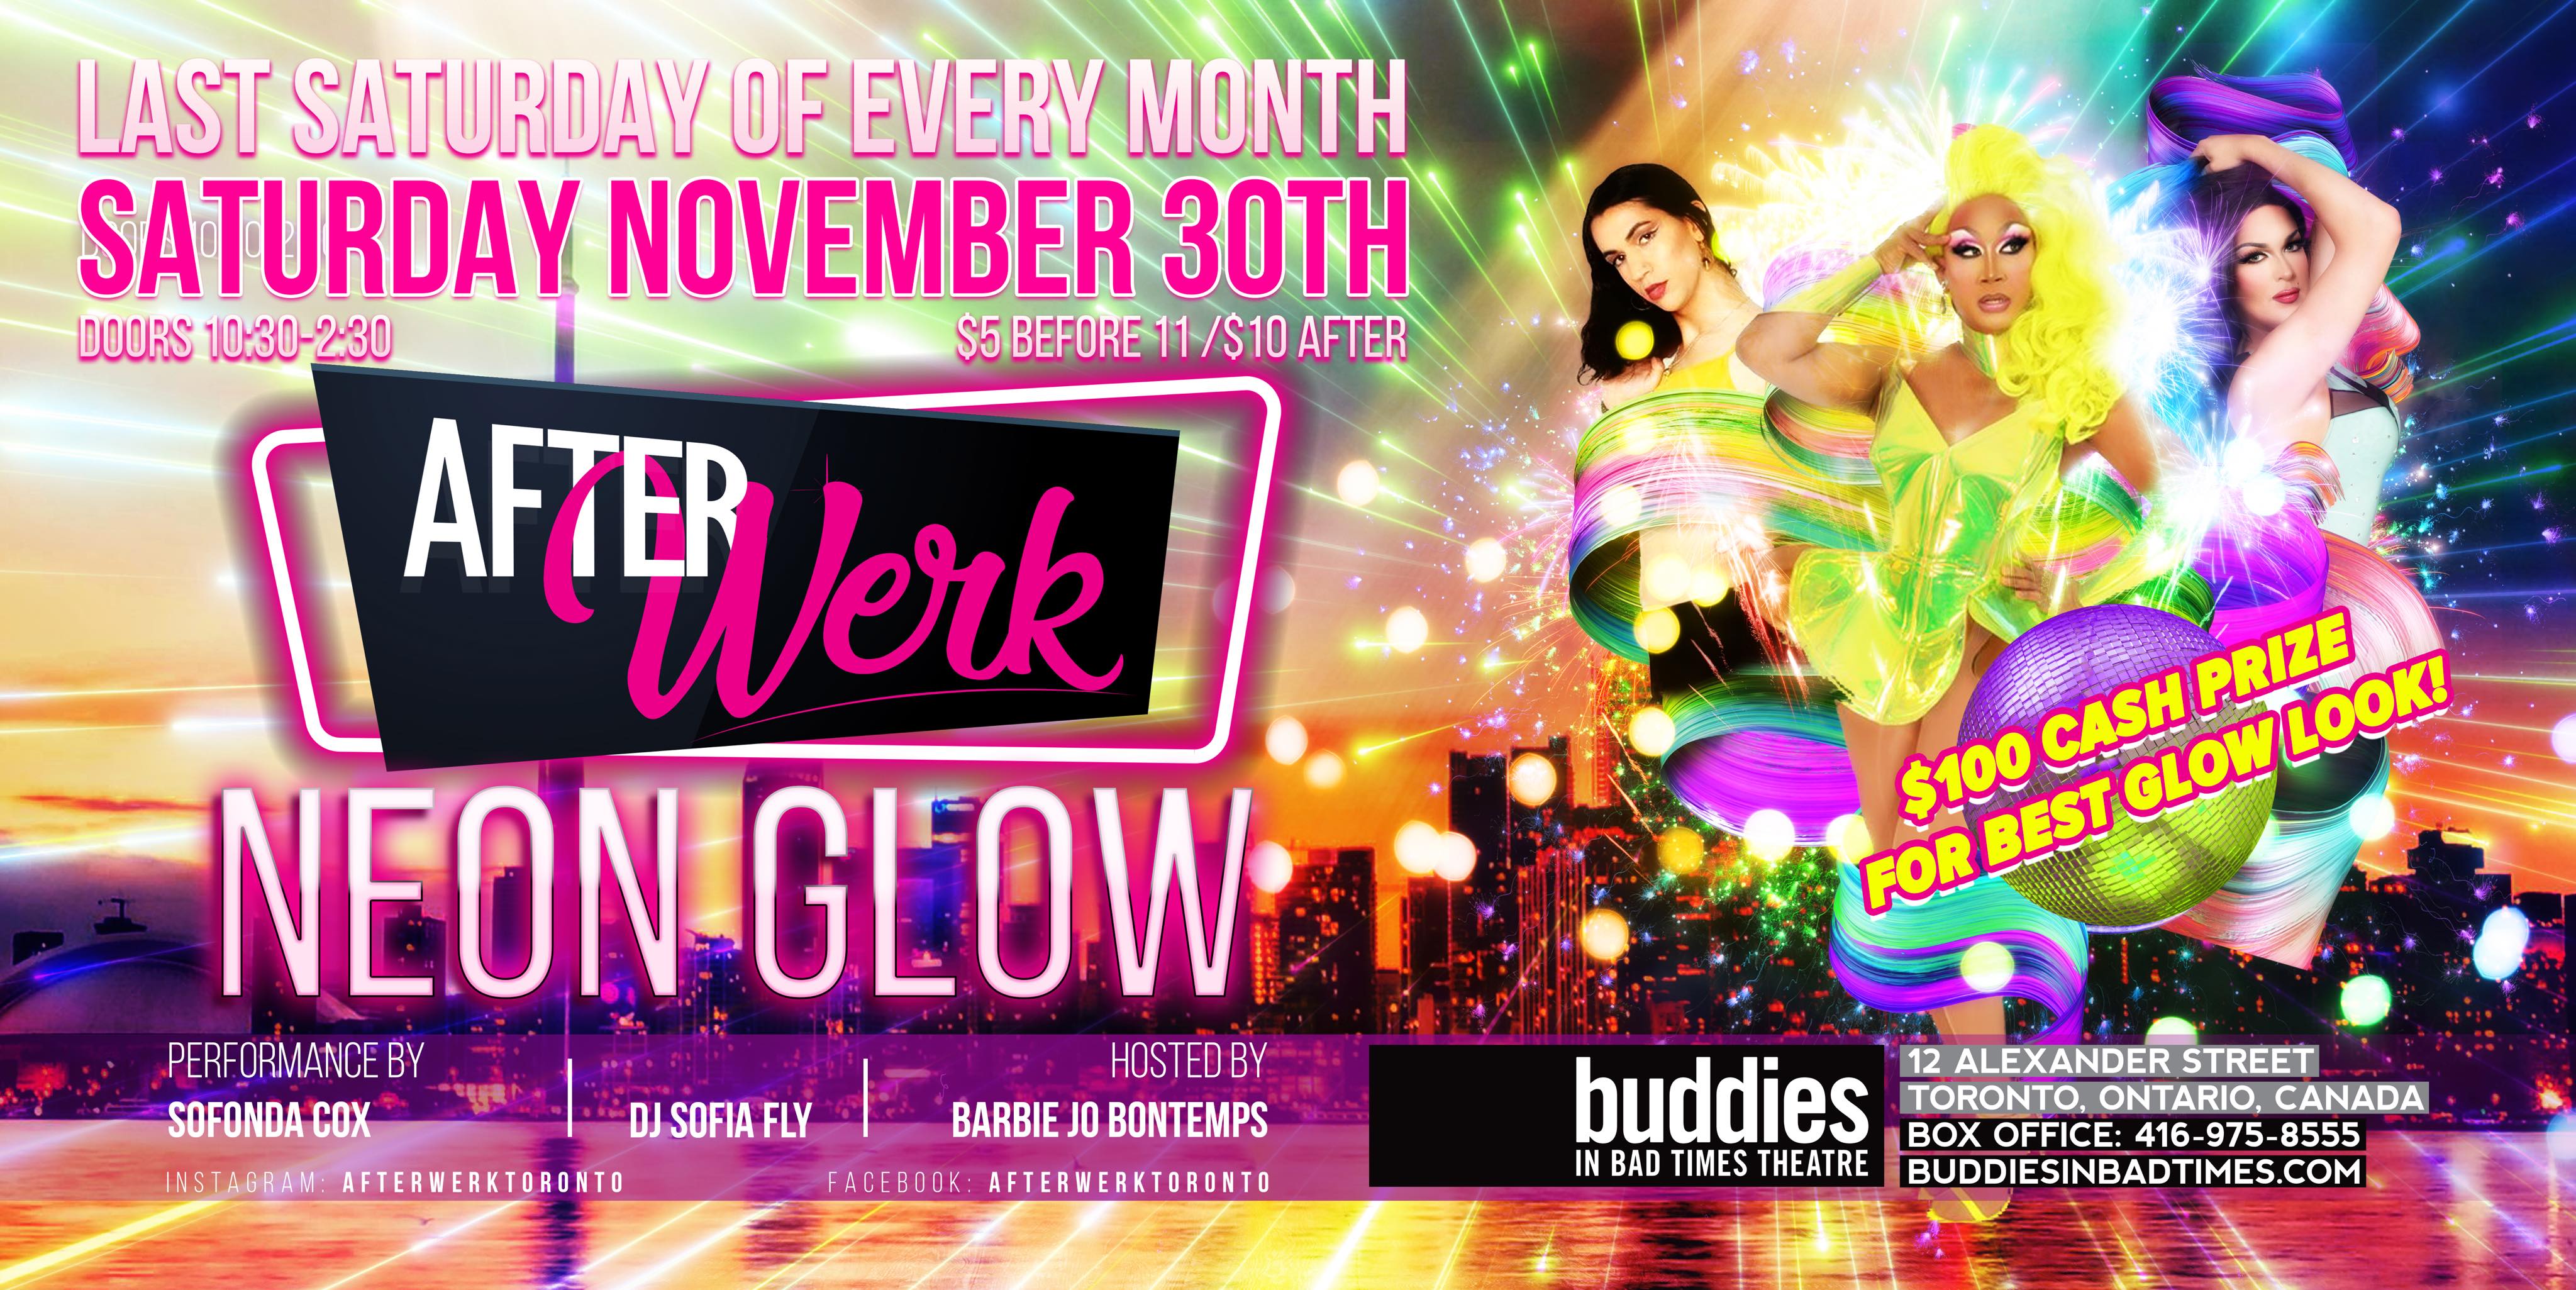 LAST SATURDAY OF EVERY MONTH
SATURDAY NOVEMBER 30TH
DOORS 10:30-2:30
$5 BEFORE 11 /$10 AFTER
AFTER
Werk
NEON GLOW
$100 CASH PRIZE
FOR BEST GLOW LOOK!
PERFORMANCE BY
SOFONDA COX
DJ SOFIA FLY
HOSTED BY
BARBIE JO BONTEMPS
INSTAGRAM: AFTERWERKTORONTO
FACEBOOK: AFTERWERKTORONTO
buddies
IN BAD TIMES THEATRE
12 ALEXANDER STREET
TORONTO, ONTARIO, CANADA
BOX OFFICE: 416-975-8555
BUDDIESINBADTIMES.COM